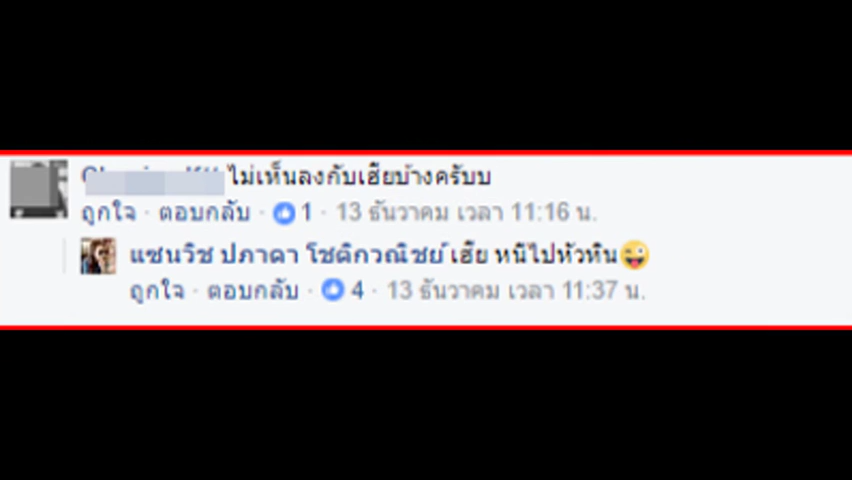 ไม่เห็นลงกับเฮียบ้างครับบ
ถูกใจ · ตอบกลับ · 1 · 13 ธันวาคม เวลา 11:16 น.
แซนวิช ปภาดา โชติกวณิชย์ เฮีย หนีไปหัวหิน😜
ถูกใจ · ตอบกลับ · 4 · 13 ธันวาคม เวลา 11:37 น.